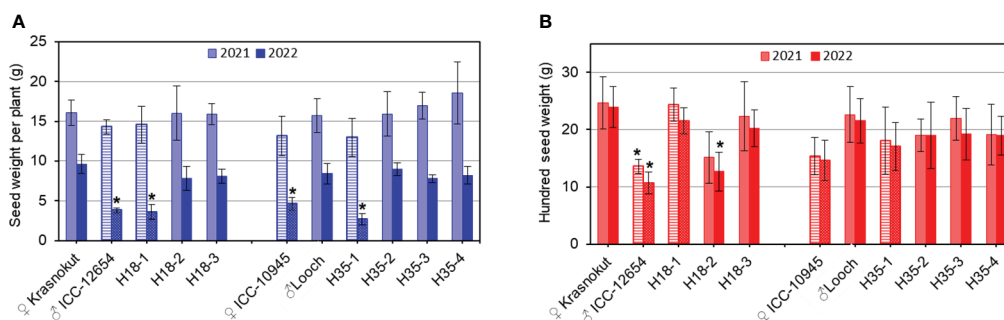 A
Seed weight per plant (g)
25
20
15
10
5
0
2021 2022
* * * *
♀ Krasnokut
♂ ICC-12654
H18-1
H18-2
H18-3
♀ ICC-10945
♂Looch
H35-1
H35-2
H35-3
H35-4
B
Hundred seed weight (g)
30
20
10
0
2021 2022
* * *
♀ Krasnokut
♂ ICC-12654
H18-1
H18-2
H18-3
♀ ICC-10945
♂Looch
H35-1
H35-2
H35-3
H35-4